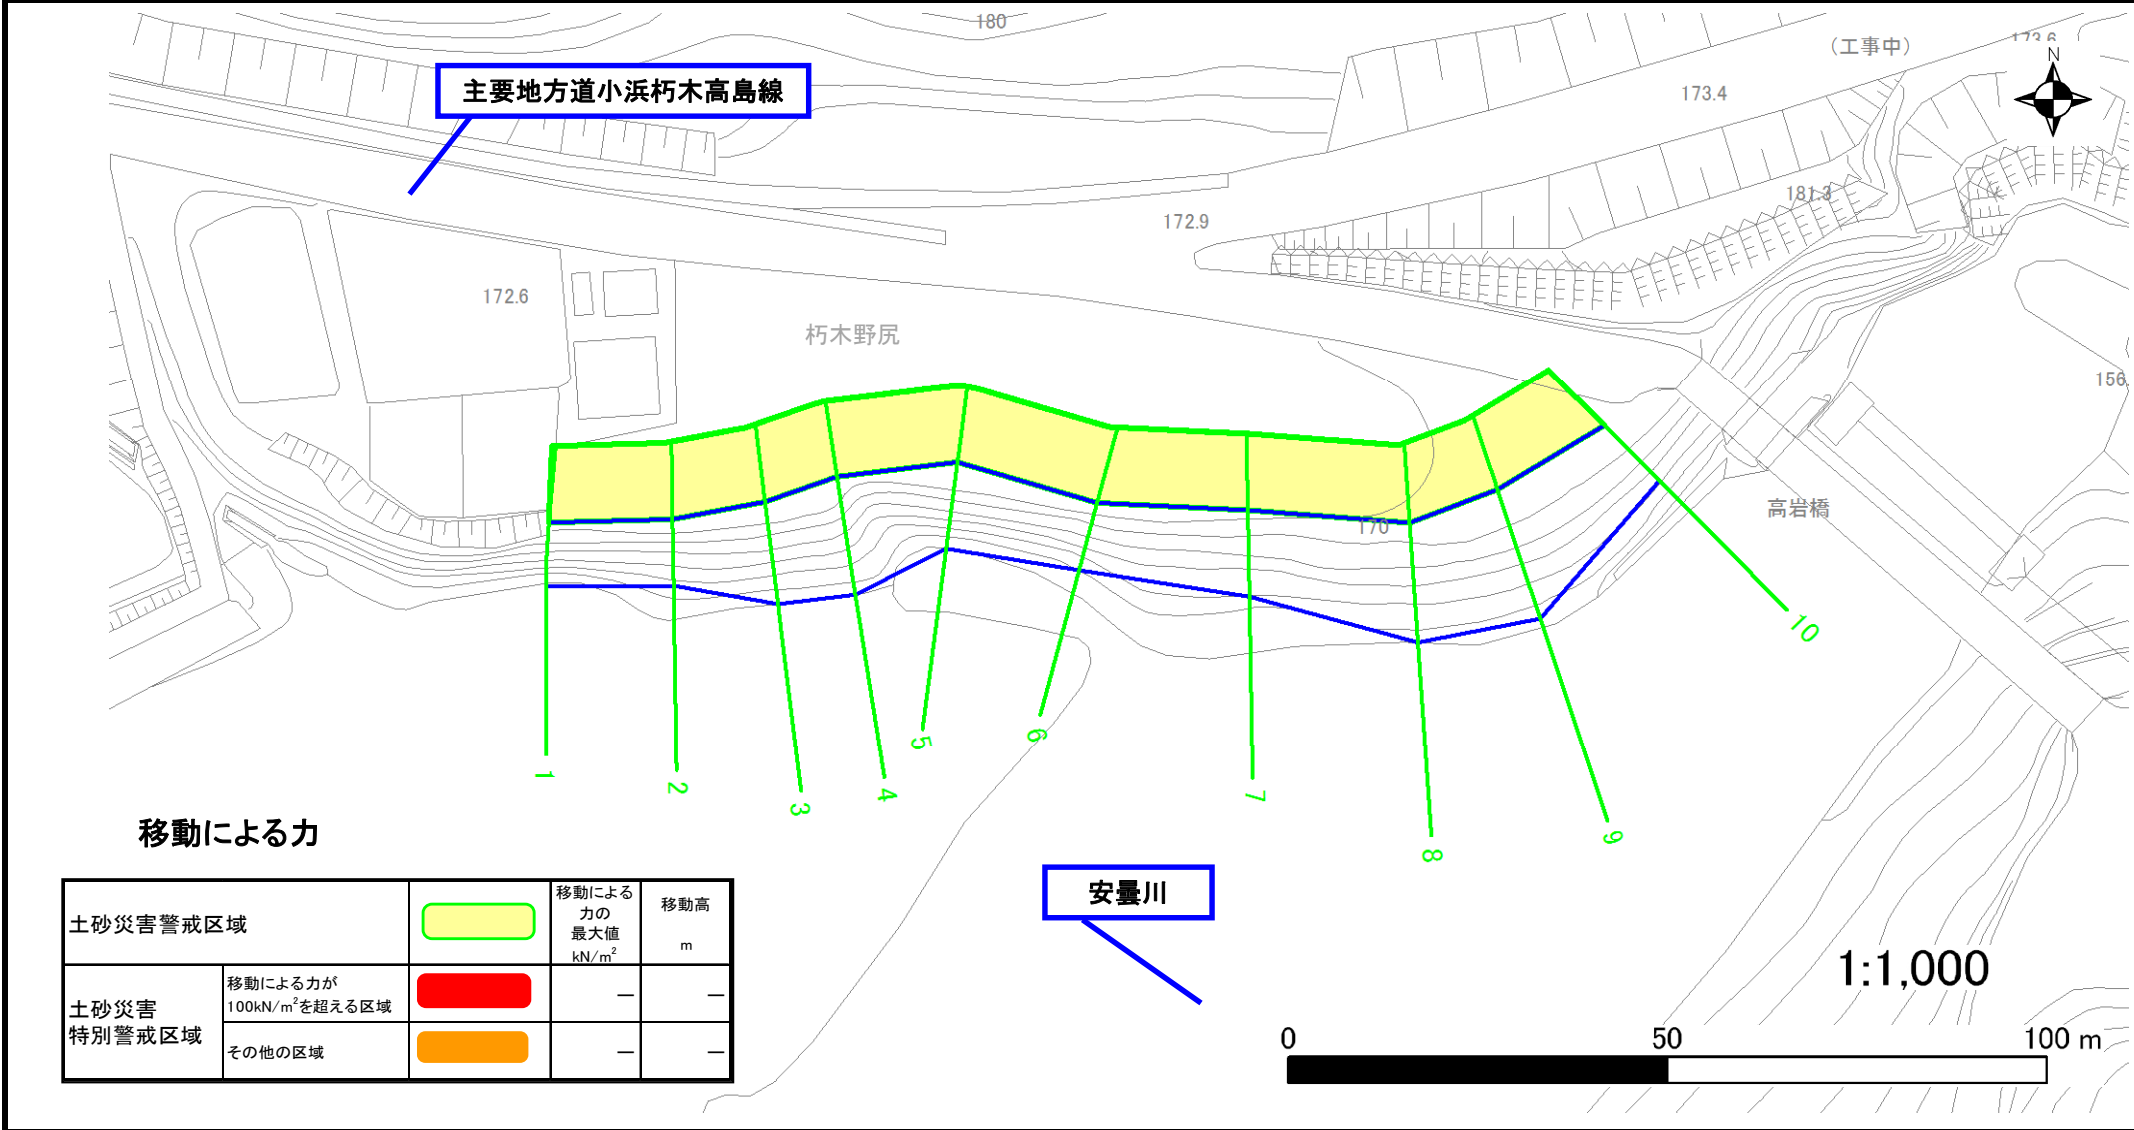 180
(工事中)
173.6
N
主要地方道小浜朽木高島線
173.4
181.3
172.9
172.6
朽木野尻
156
170
高岩橋
1
2
3
4
5
6
7
8
9
10
移動による力
土砂災害警戒区域
移動による
力の
最大値
kN/m²
移動高
m
土砂災害
特別警戒区域
移動による力が
100kN/m²を超える区域
—
—
その他の区域
—
—
安曇川
1:1,000
0 50 100 m